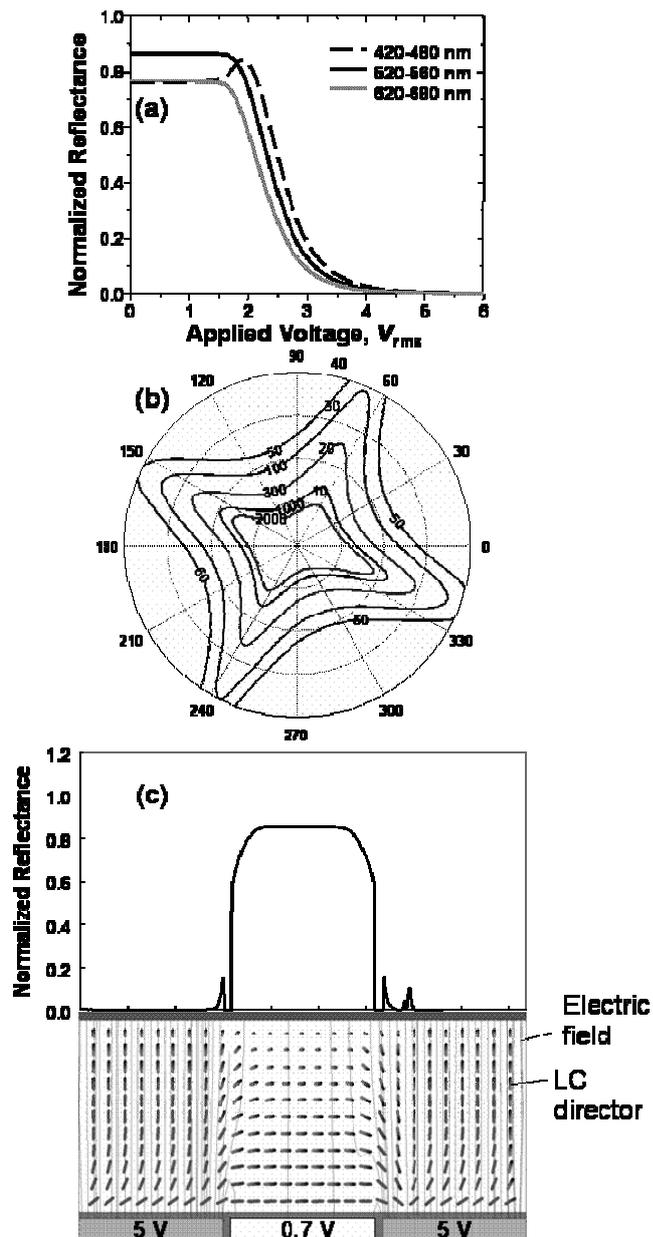 1.0
0.8
0.6
0.4
0.2
0.0
Normalized Reflectance
(a)
420-480 nm
520-560 nm
620-680 nm
0 1 2 3 4 5 6
Applied Voltage, Vrms
(b)
90
40
60
120
30
30
150
50
20
100
300
10
1000
2000
50
180
0
60
60
210
330
240
300
270
(c)
1.2
1.0
0.8
0.6
0.4
0.2
0.0
Normalized Reflectance
Electric
field
LC
director
5 V 0.7 V 5 V